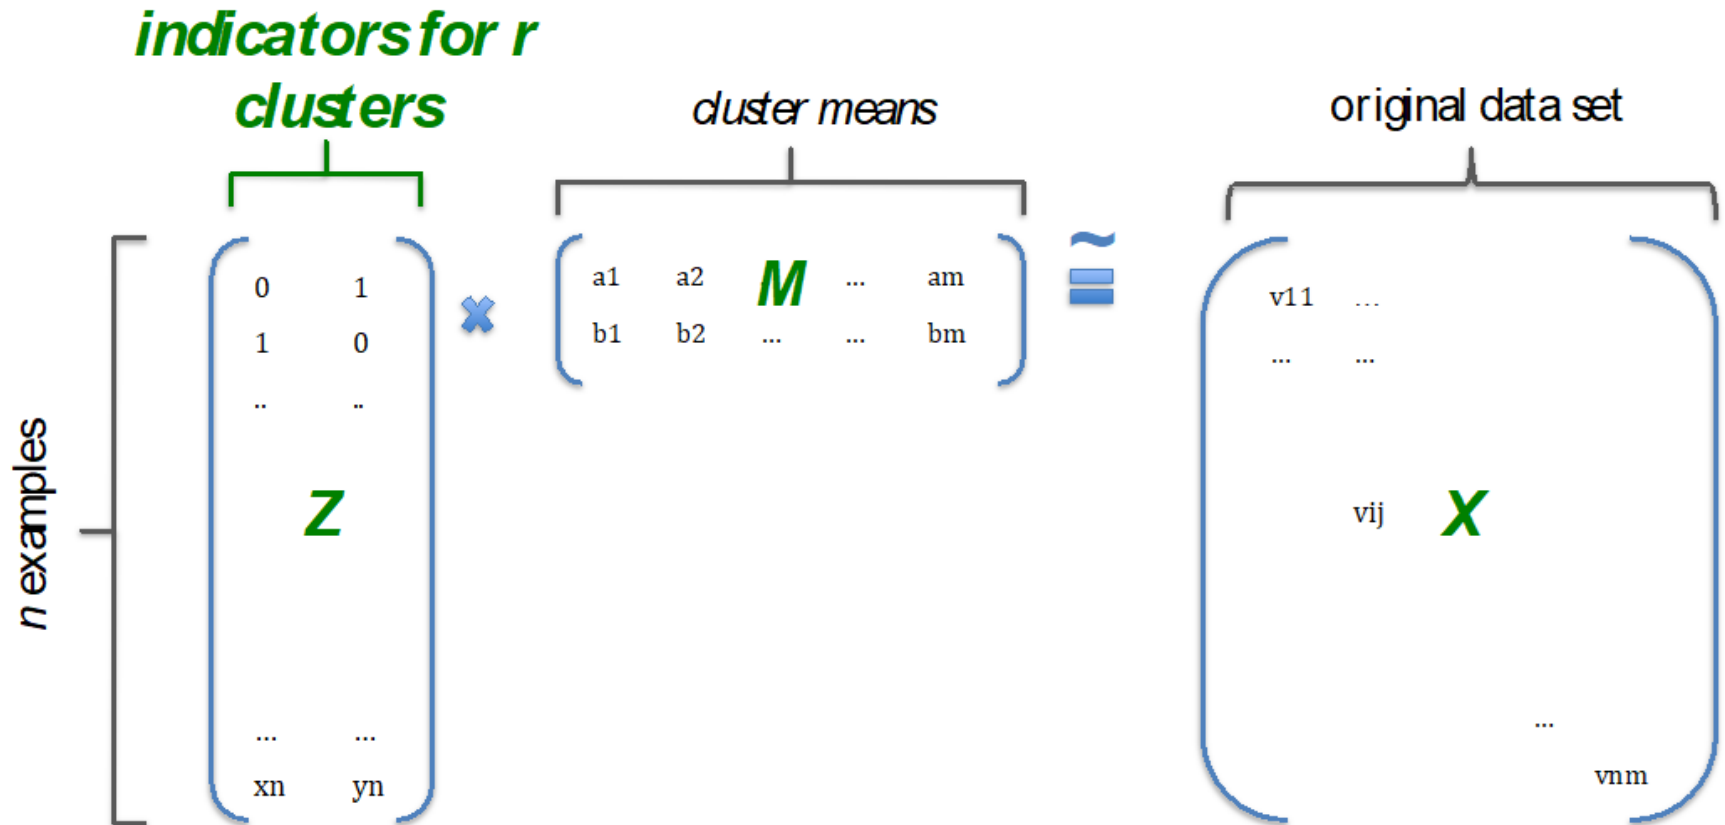 indicators for r
clusters
cluster means
original data set
n examples
0 1
1 0
.. ..
Z
... ...
xn yn
×
a1 a2 M ... am
b1 b2 ... ... bm
≅
v11 ...
... ...
vij X
...
vnm